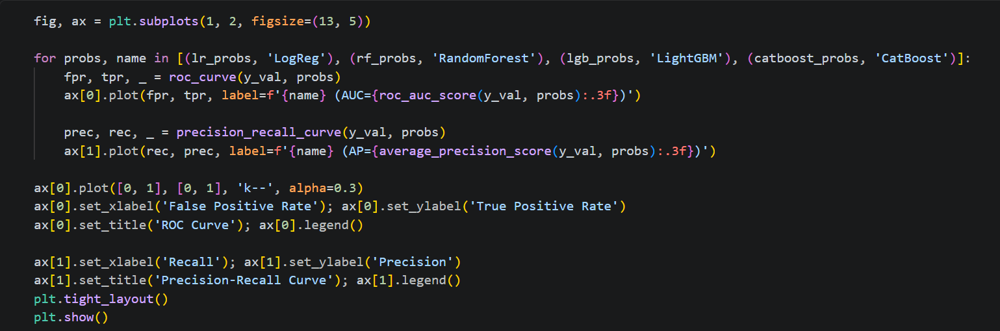 fig, ax = plt.subplots(1, 2, figsize=(13, 5))

for probs, name in [(lr_probs, 'LogReg'), (rf_probs, 'RandomForest'), (lgb_probs, 'LightGBM'), (catboost_probs, 'CatBoost')]:
    fpr, tpr, _ = roc_curve(y_val, probs)
    ax[0].plot(fpr, tpr, label=f'{name} (AUC={roc_auc_score(y_val, probs):.3f})')

    prec, rec, _ = precision_recall_curve(y_val, probs)
    ax[1].plot(rec, prec, label=f'{name} (AP={average_precision_score(y_val, probs):.3f})')

ax[0].plot([0, 1], [0, 1], 'k--', alpha=0.3)
ax[0].set_xlabel('False Positive Rate'); ax[0].set_ylabel('True Positive Rate')
ax[0].set_title('ROC Curve'); ax[0].legend()

ax[1].set_xlabel('Recall'); ax[1].set_ylabel('Precision')
ax[1].set_title('Precision-Recall Curve'); ax[1].legend()
plt.tight_layout()
plt.show()